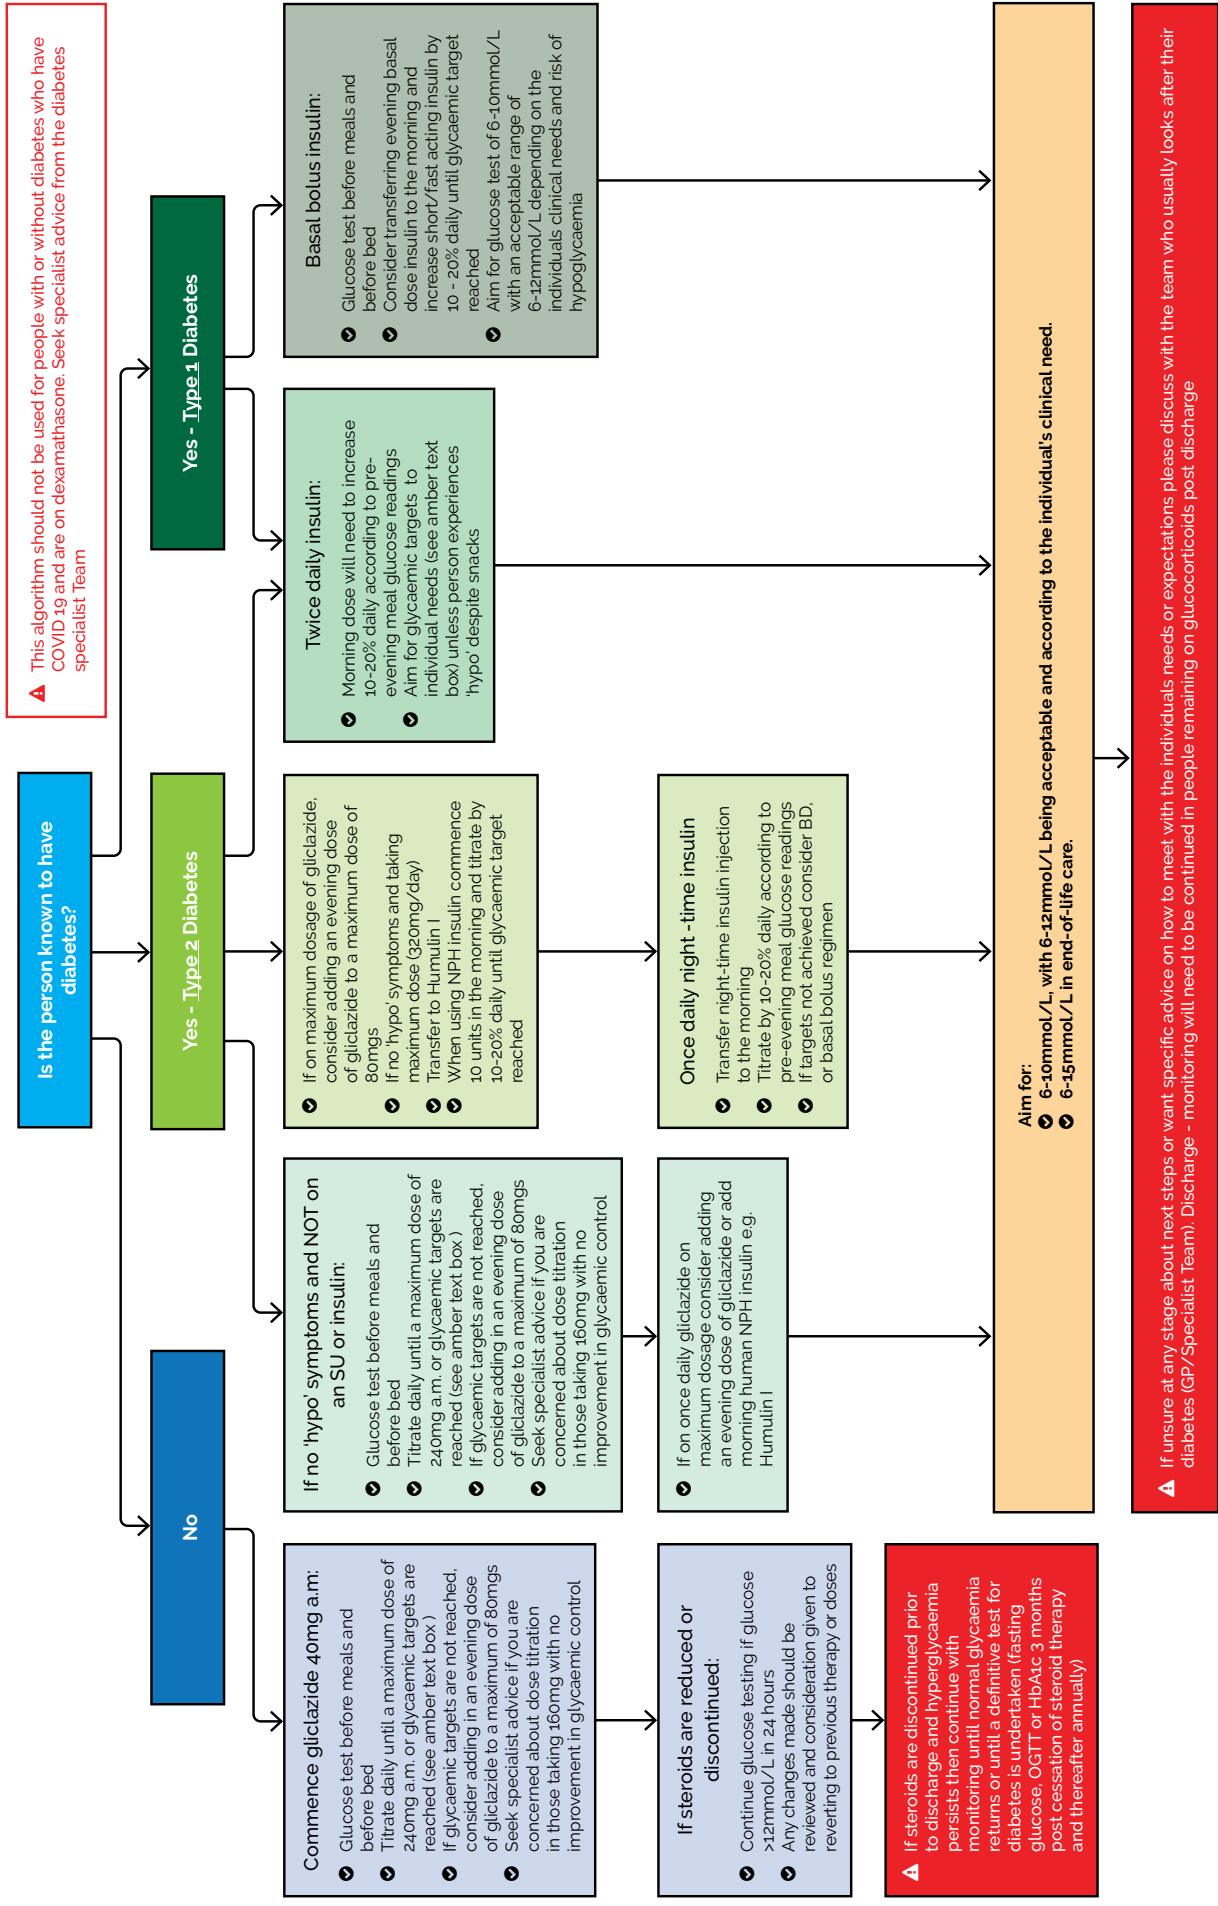 This algorithm should not be used for people with or without diabetes who have
COVID 19 and are on dexamathasone. Seek specialist advice from the diabetes
specialist Team
Is the person known to have
diabetes?
No
Yes - Type 2 Diabetes
Yes - Type 1 Diabetes
Commence gliclazide 40mg a.m:
Glucose test before meals and
before bed
Titrate daily until a maximum dose of
240mg a.m. or glycaemic targets are
reached (see amber text box )
If glycaemic targets are not reached,
consider adding in an evening dose
of gliclazide to a maximum of 80mgs
Seek specialist advice if you are
concerned about dose titration
in those taking 160mg with no
improvement in glycaemic control
If steroids are reduced or
discontinued:
Continue glucose testing if glucose
>12mmol/L in 24 hours
Any changes made should be
reviewed and consideration given to
reverting to previous therapy or doses
If steroids are discontinued prior
to discharge and hyperglycaemia
persists then continue with
monitoring until normal glycaemia
returns or until a definitive test for
diabetes is undertaken (fasting
glucose, OGTT or HbA1c 3 months
post cessation of steroid therapy
and thereafter annually)
If no 'hypo' symptoms and NOT on
an SU or insulin:
Glucose test before meals and
before bed
Titrate daily until a maximum dose of
240mg a.m. or glycaemic targets are
reached (see amber text box )
If glycaemic targets are not reached,
consider adding in an evening dose
of gliclazide to a maximum of 80mgs
Seek specialist advice if you are
concerned about dose titration
in those taking 160mg with no
improvement in glycaemic control
If on once daily gliclazide on
maximum dosage consider adding
an evening dose of gliclazide or add
morning human NPH insulin e.g.
Humulin I
If on maximum dosage of gliclazide,
consider adding an evening dose
of gliclazide to a maximum dose of
80mgs
If no 'hypo' symptoms and taking
maximum dose (320mg/day)
Transfer to Humulin I
When using NPH insulin commence
10 units in the morning and titrate by
10-20% daily until glycaemic target
reached
Once daily night -time insulin
Transfer night-time insulin injection
to the morning
Titrate by 10-20% daily according to
pre-evening meal glucose readings
If targets not achieved consider BD,
or basal bolus regimen
Twice daily insulin:
Morning dose will need to increase
10-20% daily according to pre-
evening meal glucose readings
Aim for glycaemic targets to
individual needs (see amber text
box) unless person experiences
'hypo' despite snacks
Basal bolus insulin:
Glucose test before meals and
before bed
Consider transferring evening basal
dose insulin to the morning and
increase short/fast acting insulin by
10 - 20% daily until glycaemic target
reached
Aim for glucose test of 6-10mmol/L
with an acceptable range of
6-12mmol/L depending on the
individuals clinical needs and risk of
hypoglycaemia
Aim for:
6-10mmol/L, with 6-12mmol/L being acceptable and according to the individual's clinical need.
6-15mmol/L in end-of-life care.
If unsure at any stage about next steps or want specific advice on how to meet with the individuals needs or expectations please discuss with the team who usually looks after their
diabetes (GP/Specialist Team). Discharge - monitoring will need to be continued in people remaining on glucocorticoids post discharge